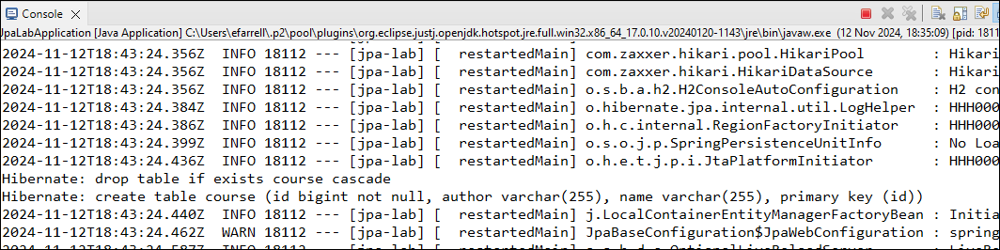 Console
JpaLabApplication [Java Application] C:\Users\efarrell\.p2\pool\plugins\org.eclipse.justj.openjdk.hotspot.jre.full.win32.x86_64_17.0.10.v20240120-1143\jre\bin\javaw.exe (12 Nov 2024, 18:35:09) [pid: 1811
2024-11-12T18:43:24.356Z  INFO 18112 --- [jpa-lab] [  restartedMain] com.zaxxer.hikari.pool.HikariPool        : Hikari
2024-11-12T18:43:24.356Z  INFO 18112 --- [jpa-lab] [  restartedMain] com.zaxxer.hikari.HikariDataSource       : Hikari
2024-11-12T18:43:24.356Z  INFO 18112 --- [jpa-lab] [  restartedMain] o.s.b.a.h2.H2ConsoleAutoConfiguration    : H2 con
2024-11-12T18:43:24.384Z  INFO 18112 --- [jpa-lab] [  restartedMain] o.hibernate.jpa.internal.util.LogHelper  : HHH000
2024-11-12T18:43:24.386Z  INFO 18112 --- [jpa-lab] [  restartedMain] o.h.c.internal.RegionFactoryInitiator    : HHH000
2024-11-12T18:43:24.399Z  INFO 18112 --- [jpa-lab] [  restartedMain] o.s.o.j.p.SpringPersistenceUnitInfo      : No Loa
2024-11-12T18:43:24.436Z  INFO 18112 --- [jpa-lab] [  restartedMain] o.h.e.t.j.p.i.JtaPlatformInitiator       : HHH000
Hibernate: drop table if exists course cascade
Hibernate: create table course (id bigint not null, author varchar(255), name varchar(255), primary key (id))
2024-11-12T18:43:24.440Z  INFO 18112 --- [jpa-lab] [  restartedMain] j.LocalContainerEntityManagerFactoryBean : Initia
2024-11-12T18:43:24.462Z  WARN 18112 --- [jpa-lab] [  restartedMain] JpaBaseConfiguration$JpaWebConfiguration : spring